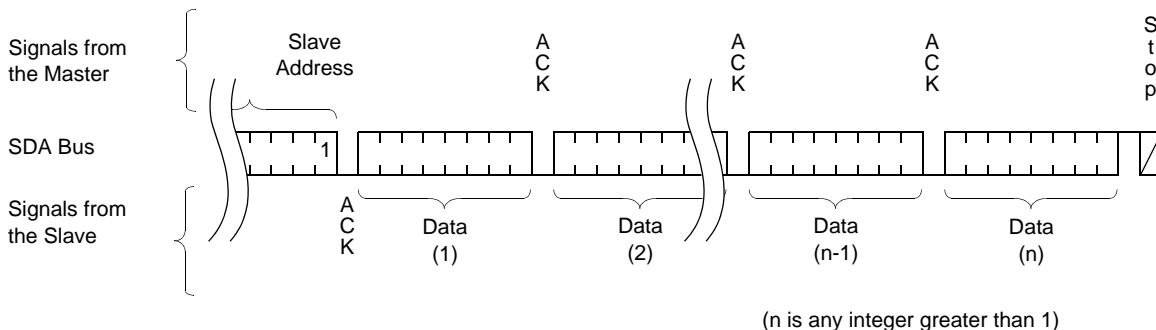 Signals from
the Master
Slave
Address
A
C
K
A
C
K
A
C
K
S
t
o
p
SDA Bus
1
Signals from
the Slave
A
C
K
Data
(1)
Data
(2)
Data
(n-1)
Data
(n)
(n is any integer greater than 1)